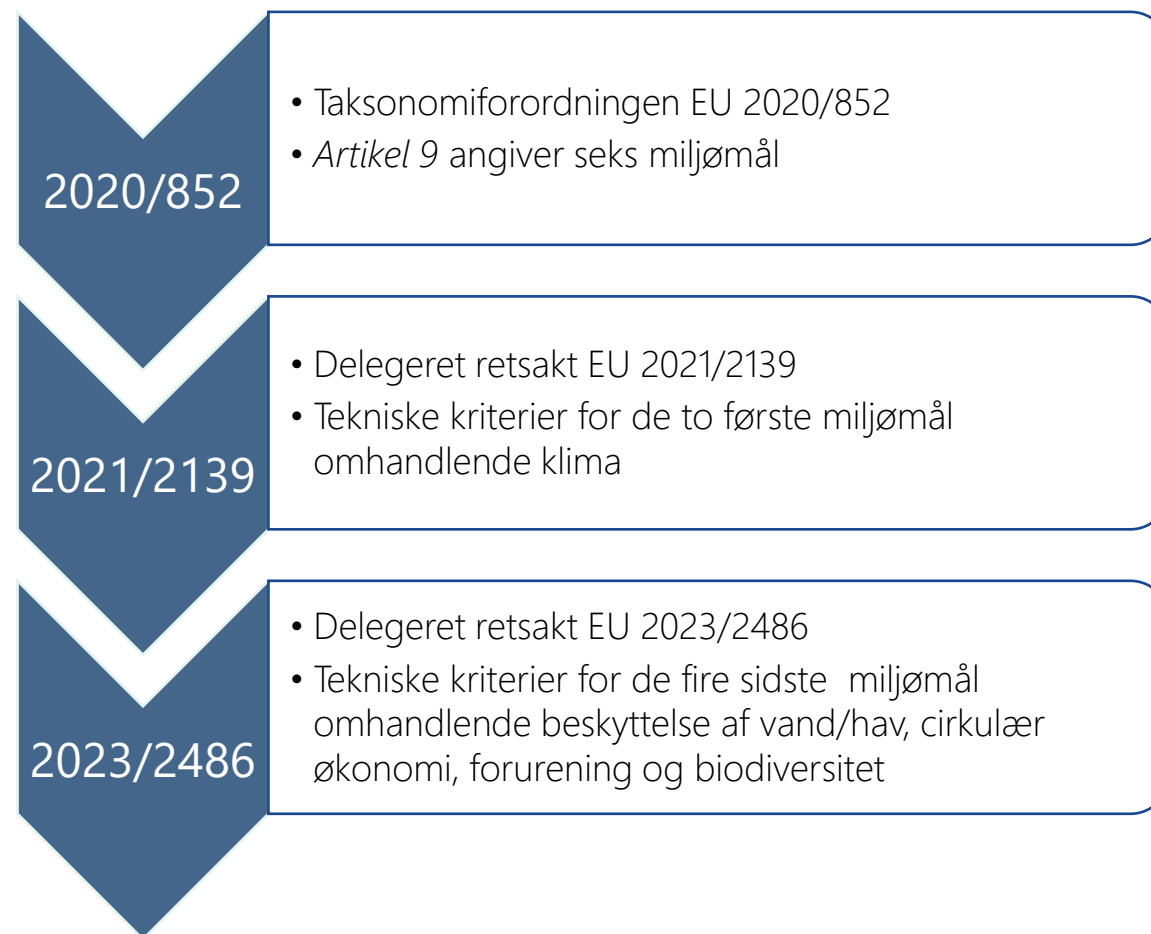 2020/852
• Taksonomiforordningen EU 2020/852
• Artikel 9 angiver seks miljømål
2021/2139
• Delegeret retsakt EU 2021/2139
• Tekniske kriterier for de to første miljømål
omhandlende klima
2023/2486
• Delegeret retsakt EU 2023/2486
• Tekniske kriterier for de fire sidste  miljømål
omhandlende beskyttelse af vand/hav, cirkulær
økonomi, forurening og biodiversitet